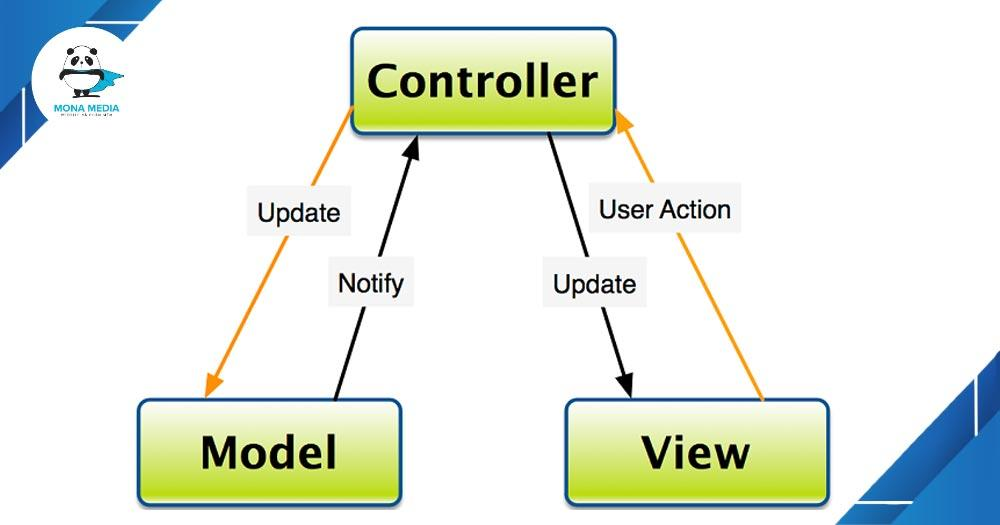 MONA MEDIA
Controller
Update
User Action
Notify
Update
Model
View